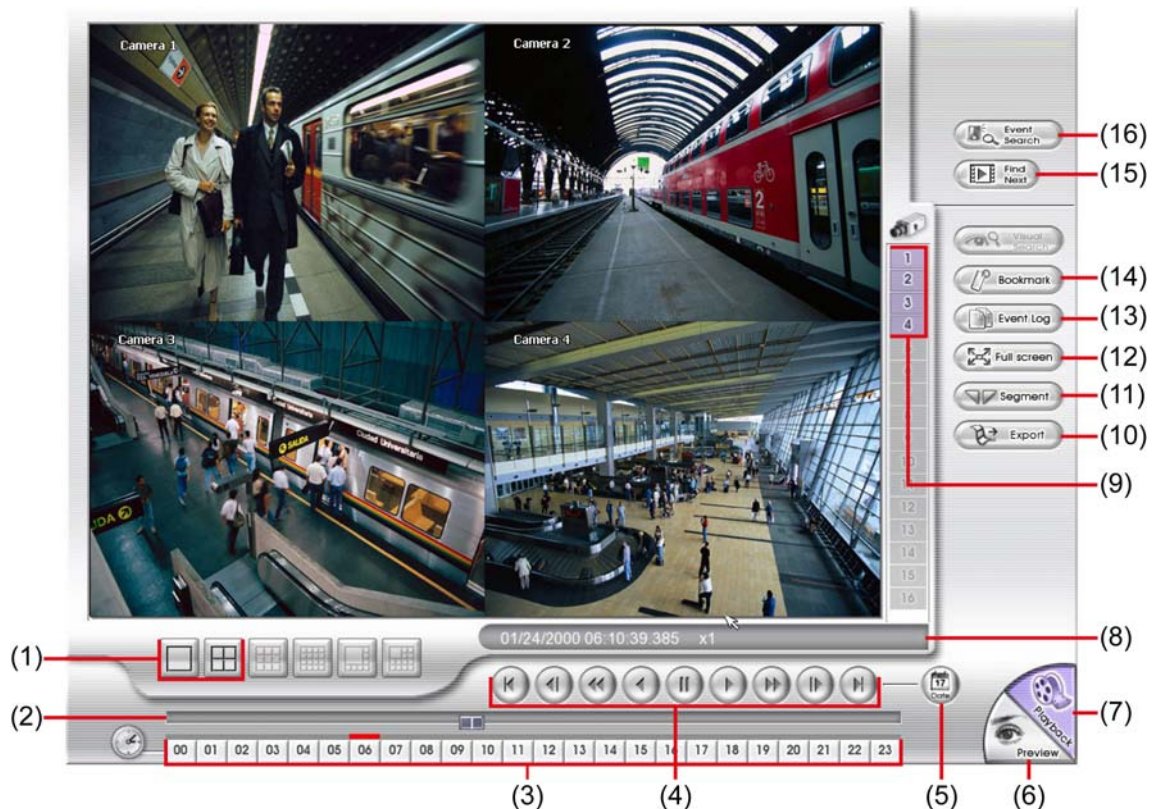 Camera 1
Camera 2
Event Search
(16)
Find Next
(15)
2
Visual Search
1
2
3
4
Bookmark
(14)
Event Log
(13)
Camera 3
Camera 4
Full screen
(12)
Segment
(11)
SALIDA
Ciudad Universitaria
Export
(10)
(9)
10
12
13
14
15
16
01/24/2000 06:10:39.385 x1
(8)
(1)
17
Date
(2)
Playback
(7)
00 01 02 03 04 05 06 07 08 09 10 11 12 13 14 15 16 17 18 19 20 21 22 23
Preview
(3)
(4)
(5)
(6)